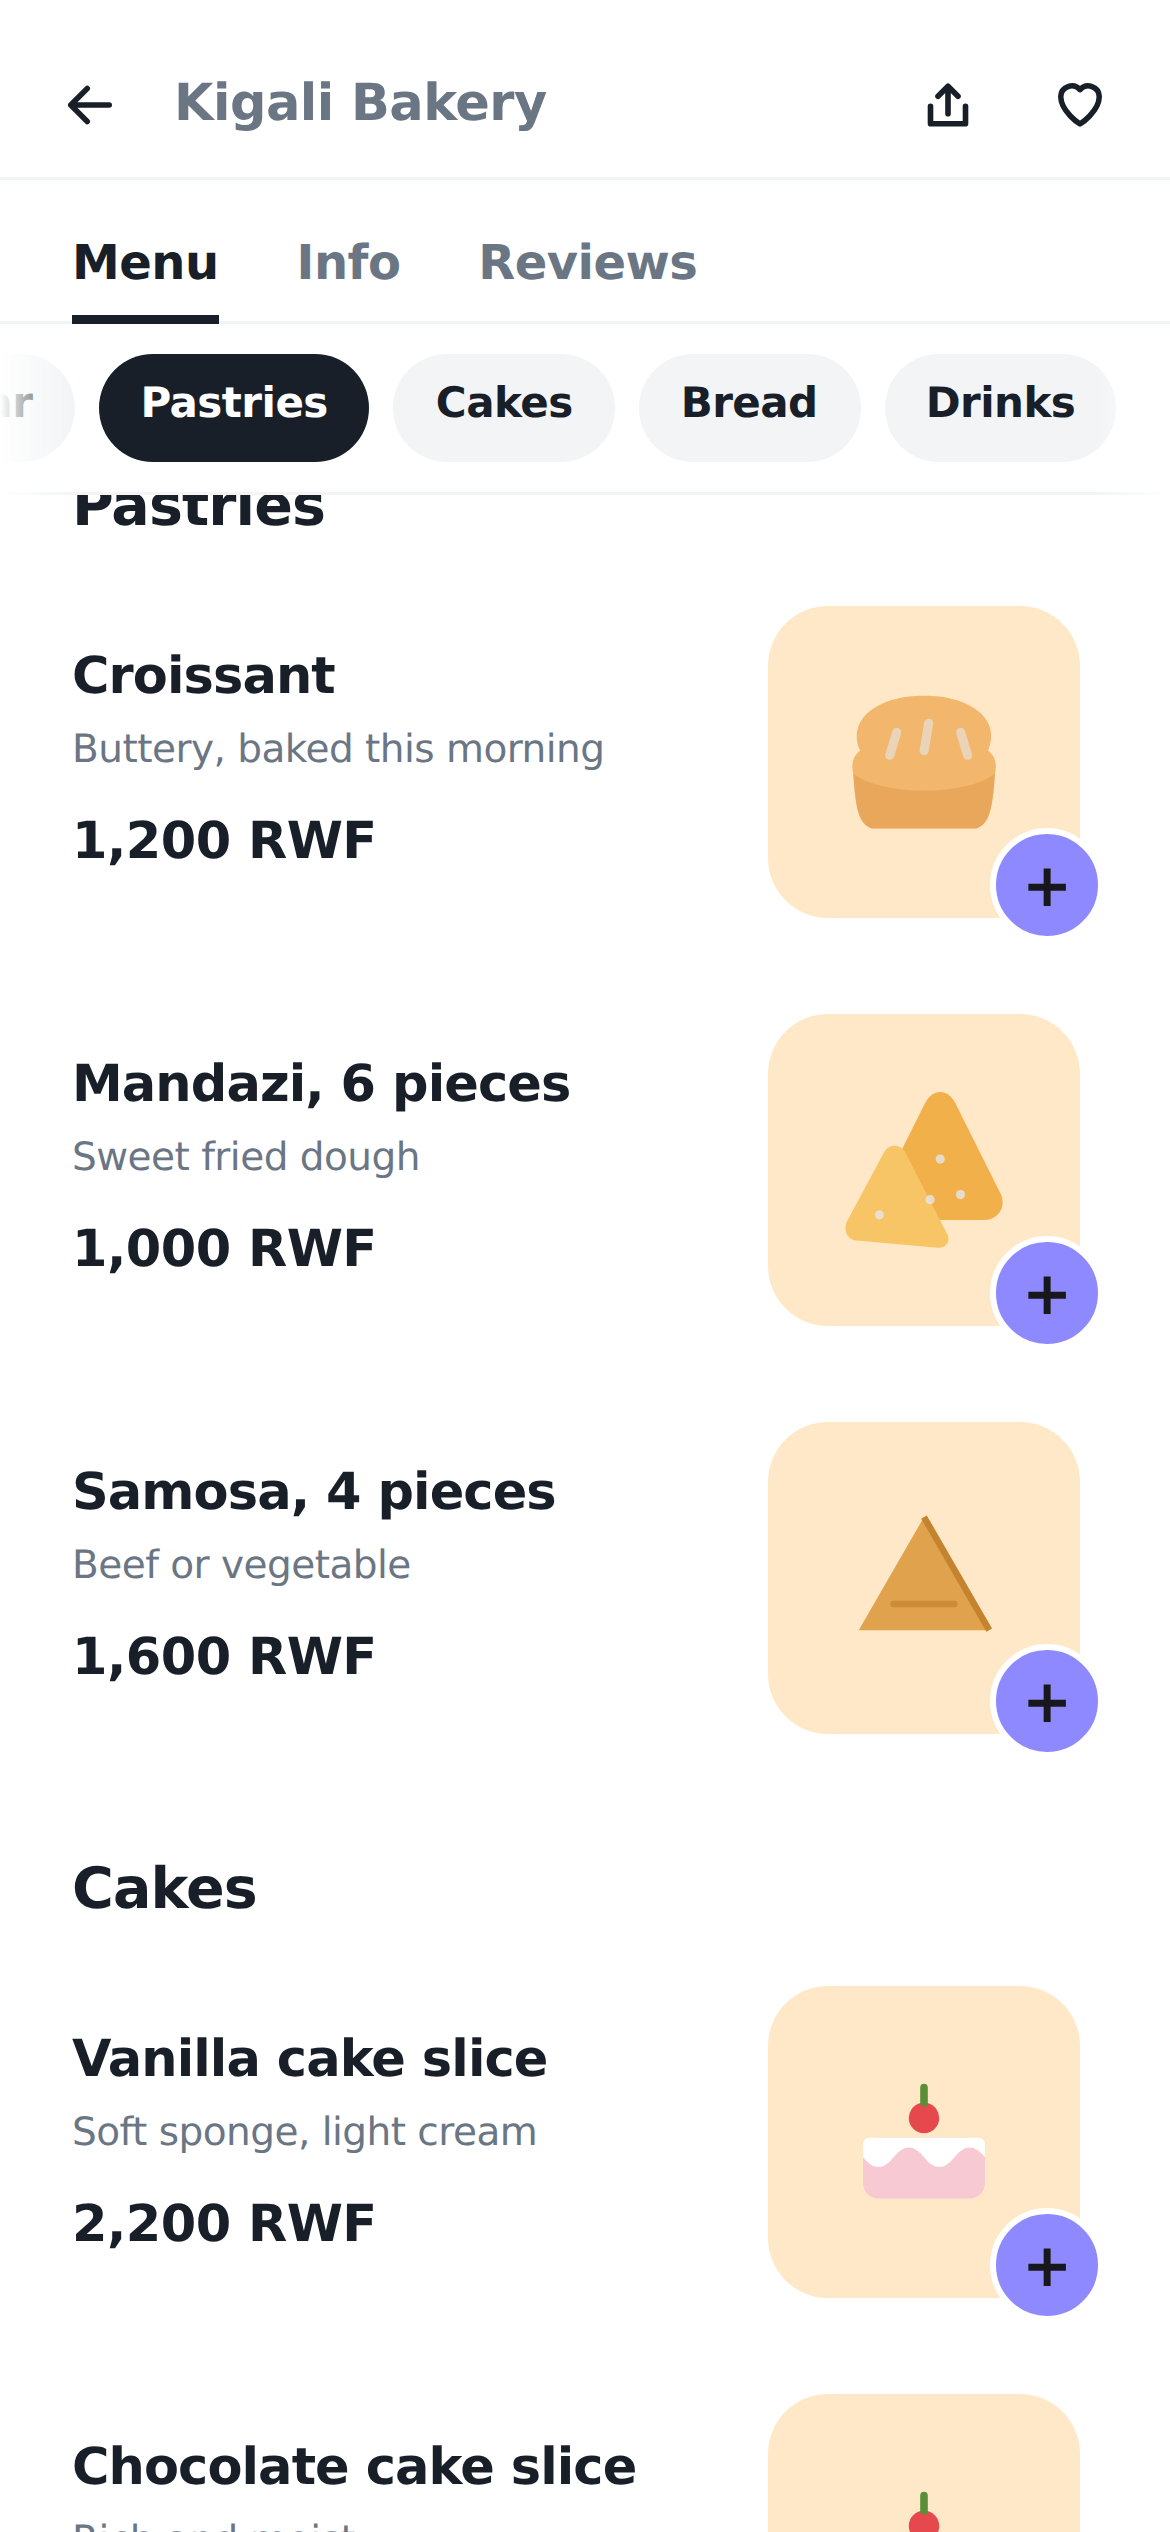 Kigali Bakery
Menu Info Reviews
Pastries Cakes Bread Drinks
Pastries
Croissant
Buttery, baked this morning
1,200 RWF
Mandazi, 6 pieces
Sweet fried dough
1,000 RWF
Samosa, 4 pieces
Beef or vegetable
1,600 RWF
Cakes
Vanilla cake slice
Soft sponge, light cream
2,200 RWF
Chocolate cake slice